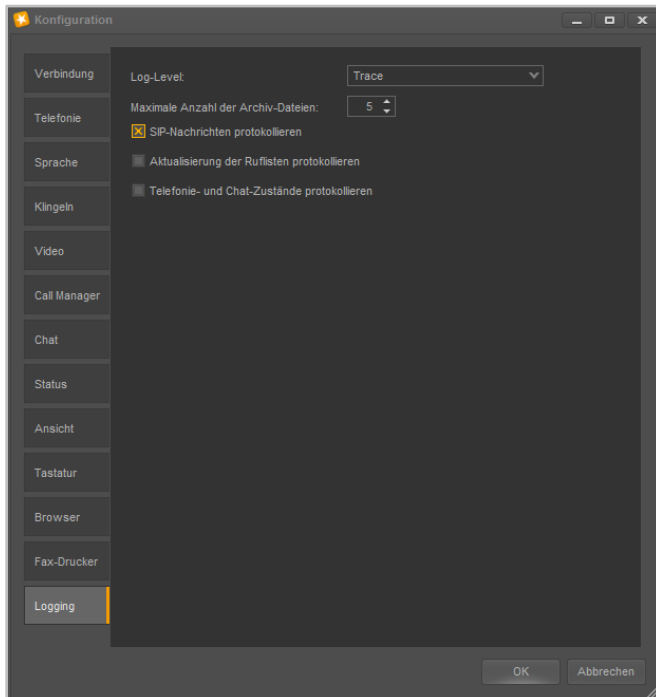 Konfiguration
Verbindung
Telefonie
Sprache
Klingeln
Video
Call Manager
Chat
Status
Ansicht
Tastatur
Browser
Fax-Drucker
Logging
Log-Level: Trace
Maximale Anzahl der Archiv-Dateien: 5
SIP-Nachrichten protokollieren
Aktualisierung der Ruflisten protokollieren
Telefonie- und Chat-Zustände protokollieren
OK Abbrechen